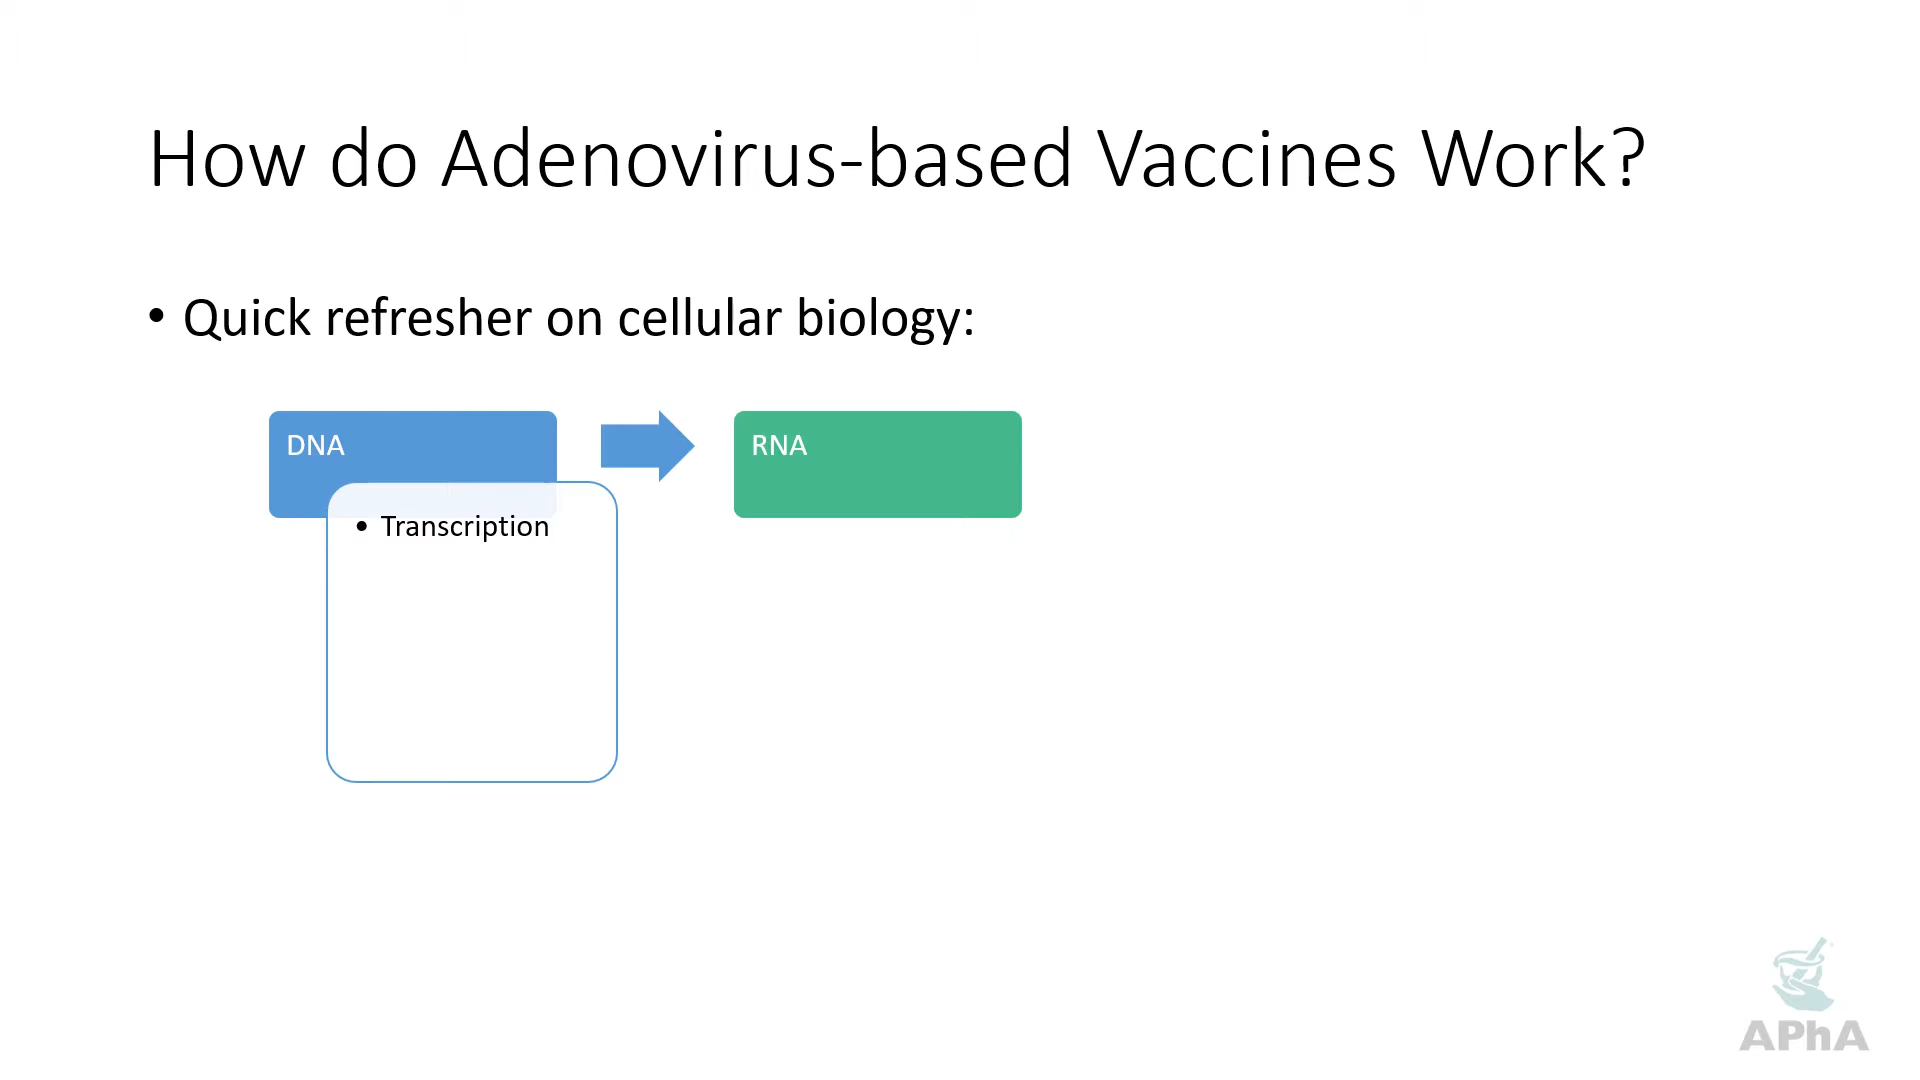 How do Adenovirus-based Vaccines Work?
• Quick refresher on cellular biology:
DNA
RNA
• Transcription
APhA